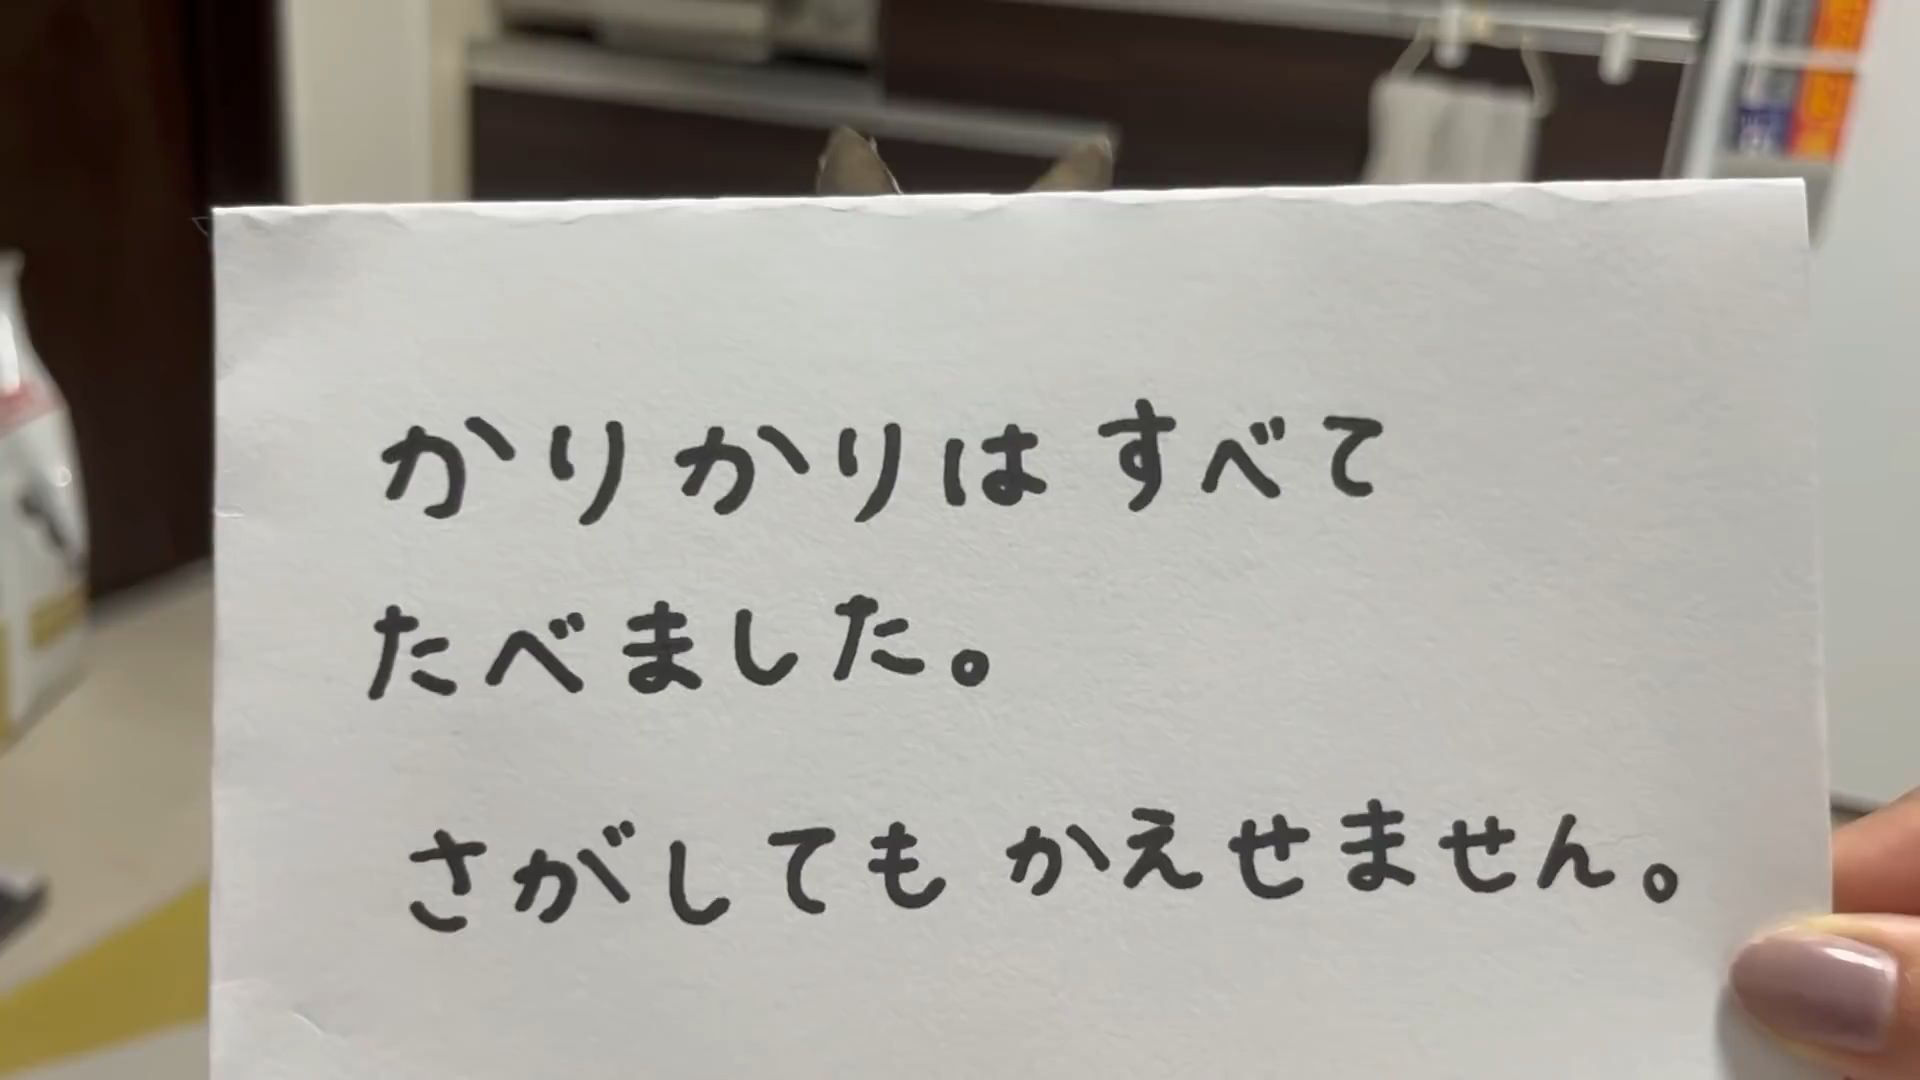 かりかりは すべて
たべました。
さがしても かえせません。